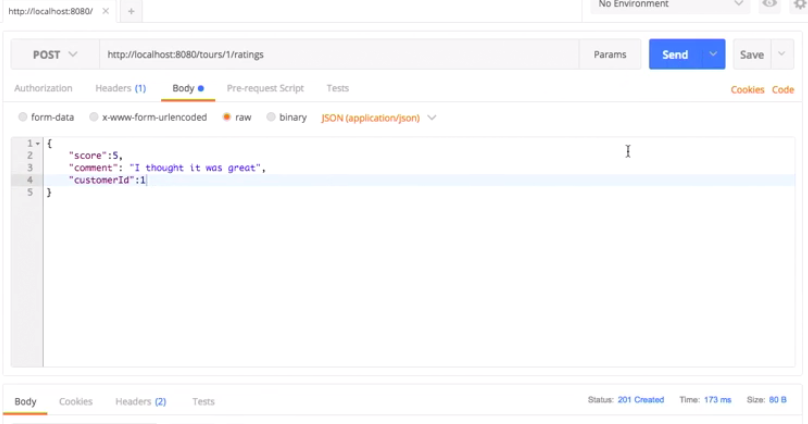 http://localhost:8080/ × +
No Environment
POST http://localhost:8080/tours/1/ratings Params Send Save
Authorization Headers (1) Body Pre-request Script Tests Cookies Code
form-data x-www-form-urlencoded raw binary JSON (application/json)
1 {
2 "score":5,
3 "comment": "I thought it was great",
4 "customerId":1
5 }
Body Cookies Headers (2) Tests Status: 201 Created Time: 173 ms Size: 80 B